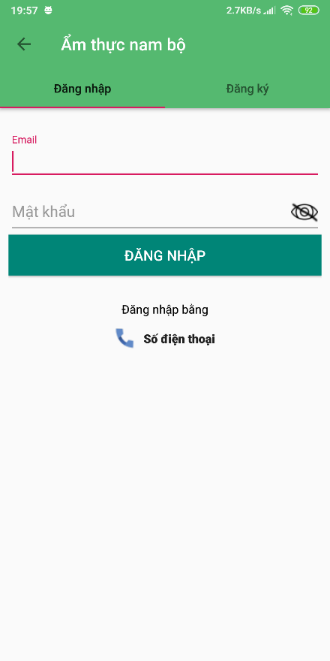 19:57 2.7KB/s 92
Ẩm thực nam bộ
Đăng nhập Đăng ký
Email
Mật khẩu
ĐĂNG NHẬP
Đăng nhập bằng
Số điện thoại